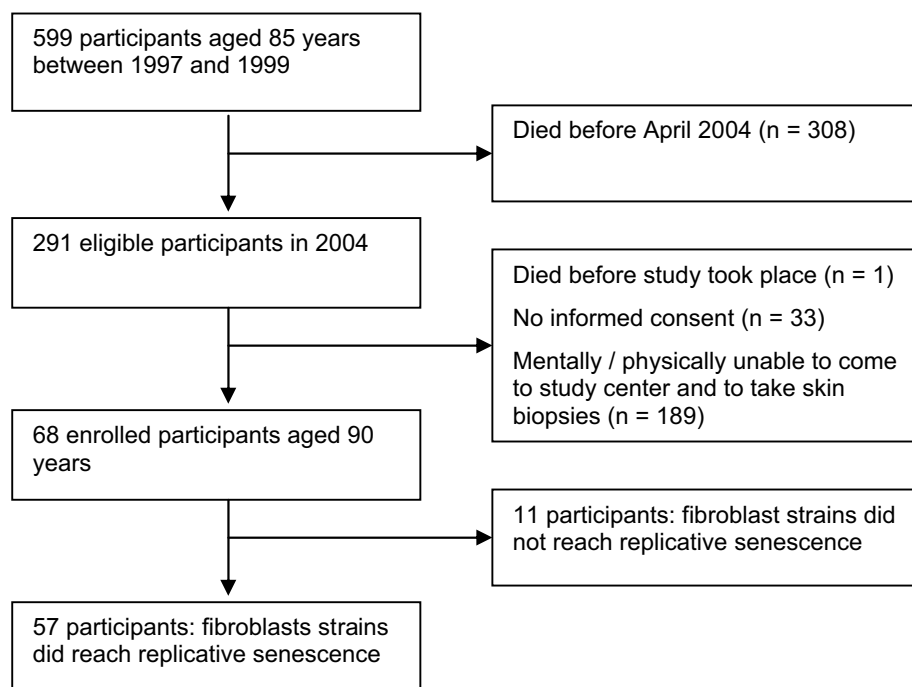 599 participants aged 85 years
between 1997 and 1999
Died before April 2004 (n = 308)
291 eligible participants in 2004
Died before study took place (n = 1)
No informed consent (n = 33)
Mentally / physically unable to come
to study center and to take skin
biopsies (n = 189)
68 enrolled participants aged 90
years
11 participants: fibroblast strains did
not reach replicative senescence
57 participants: fibroblasts strains
did reach replicative senescence